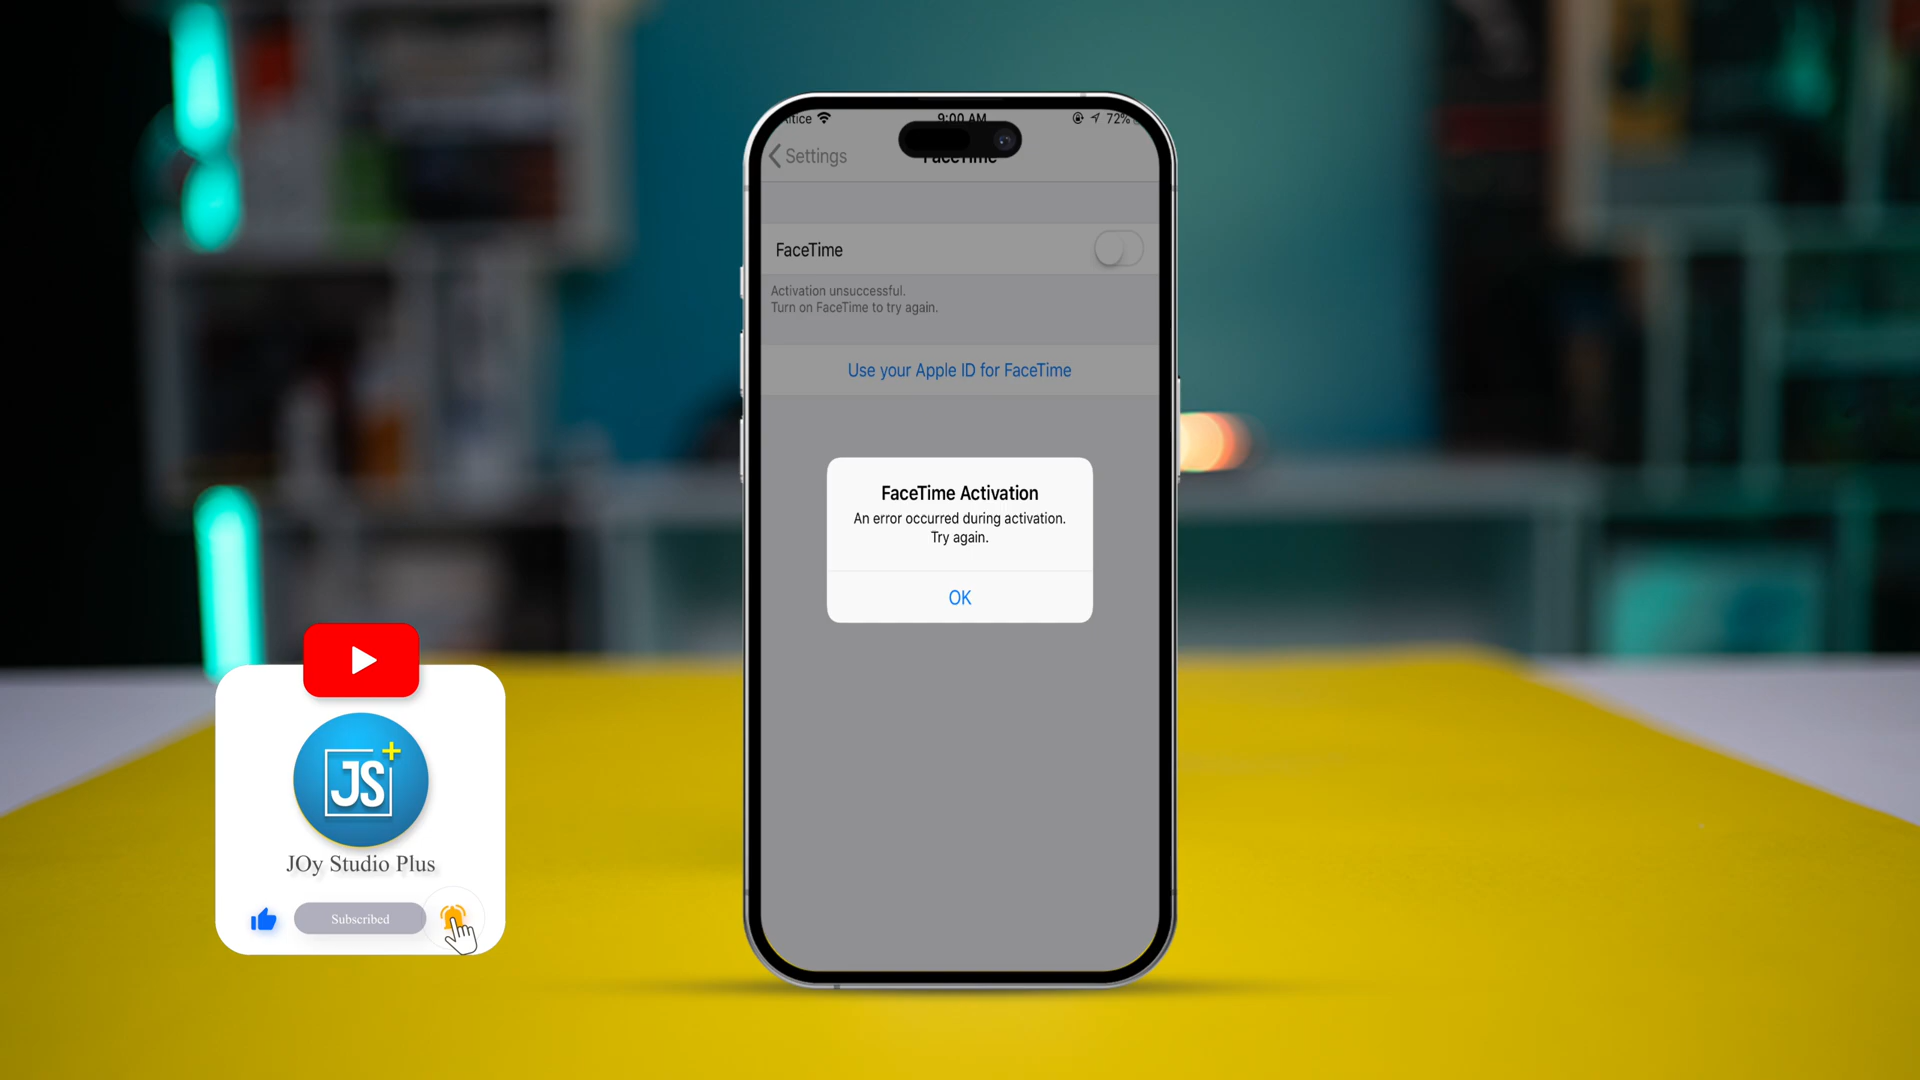 9:00 AM
72%
Settings
FaceTime
FaceTime
Activation unsuccessful.
Turn on FaceTime to try again.
Use your Apple ID for FaceTime
FaceTime Activation
An error occurred during activation.
Try again.
OK
JS+
JOy Studio Plus
Subscribed